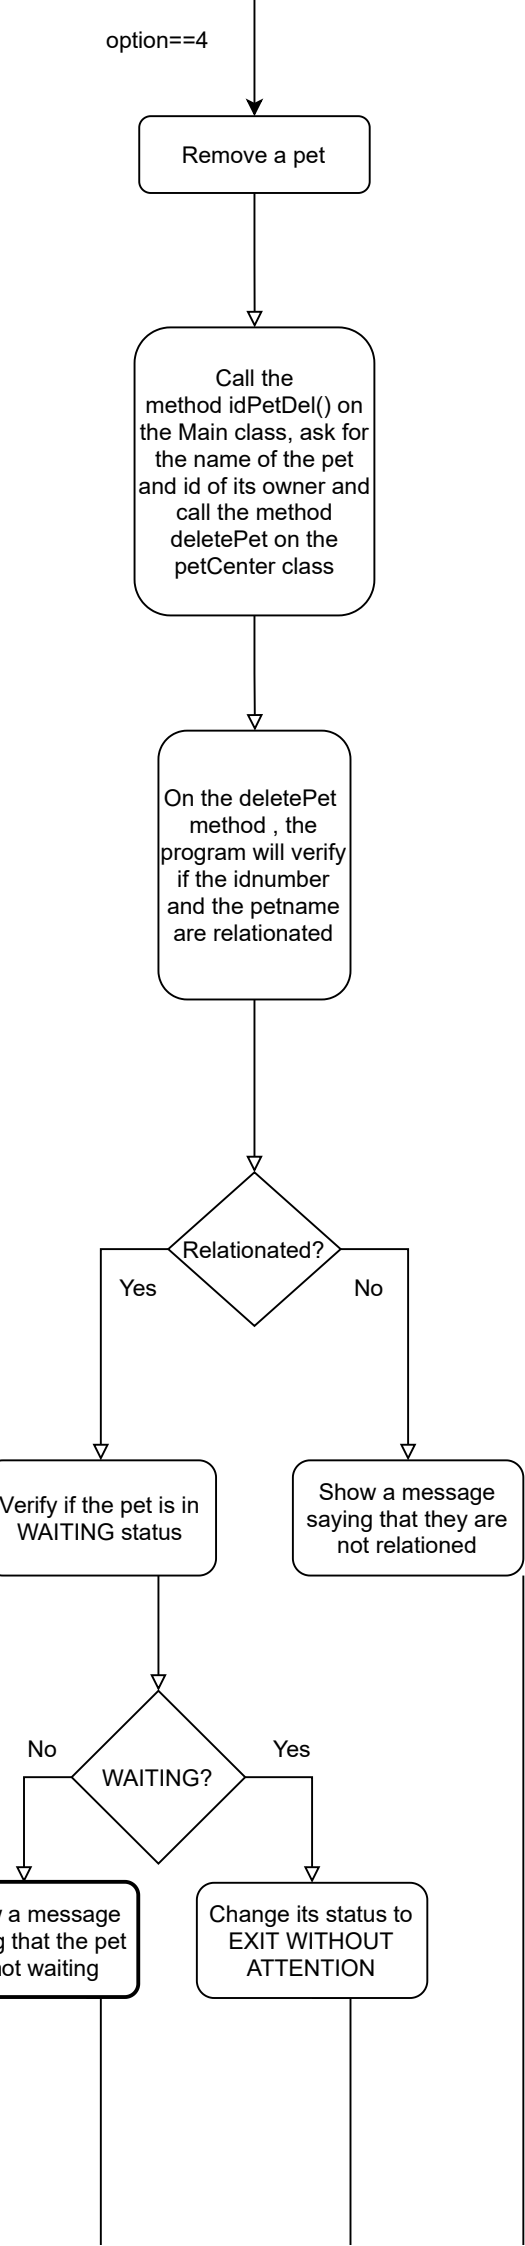 option==4
Remove a pet
Call the
method idPetDel() on
the Main class, ask for
the name of the pet
and id of its owner and
call the method
deletePet on the
petCenter class
On the deletePet
method , the
program will verify
if the idnumber
and the petname
are relationated
Relationated?
Yes
No
Verify if the pet is in
WAITING status
Show a message
saying that they are
not relationed
No
WAITING?
Yes
a message
that the pet
waiting
Change its status to
EXIT WITHOUT
ATTENTION